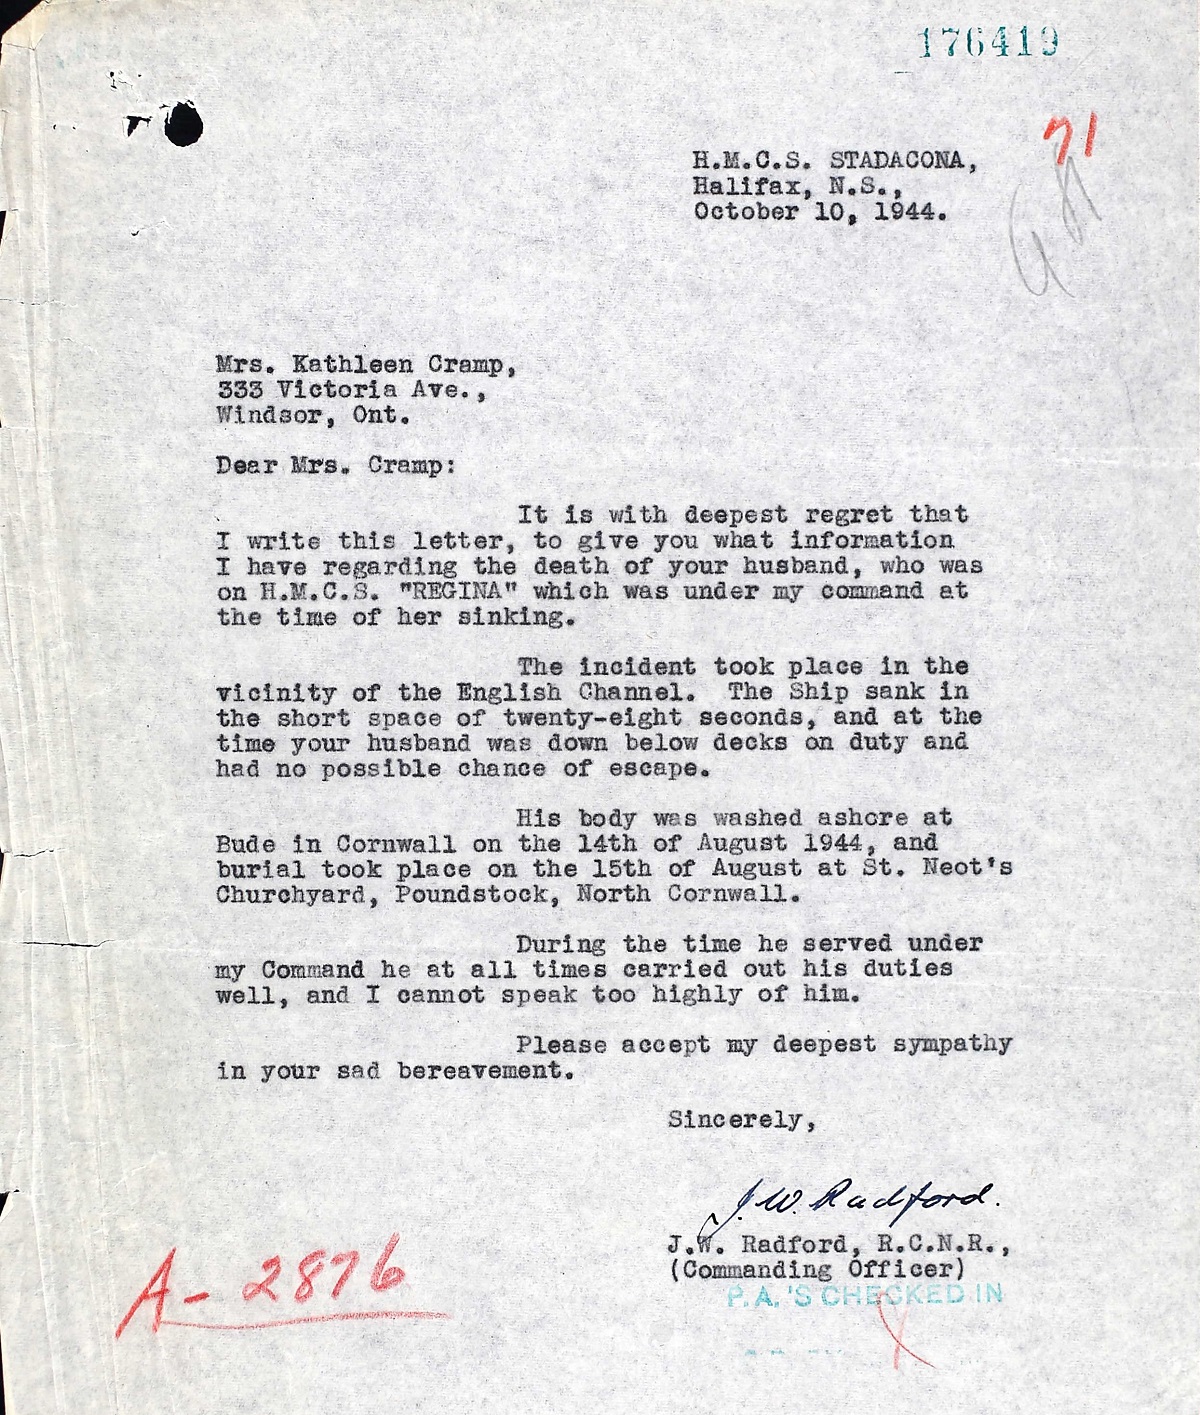 176419
71
H.M.C.S. STADACONA,
Halifax, N.S.,
October 10, 1944.
Mrs. Kathleen Cramp,
333 Victoria Ave.,
Windsor, Ont.
Dear Mrs. Cramp:
It is with deepest regret that
I write this letter, to give you what information
I have regarding the death of your husband, who was
on H.M.C.S. "REGINA" which was under my command at
the time of her sinking.
The incident took place in the
vicinity of the English Channel. The Ship sank in
the short space of twenty-eight seconds, and at the
time your husband was down below decks on duty and
had no possible chance of escape.
His body was washed ashore at
Bude in Cornwall on the 14th of August 1944, and
burial took place on the 15th of August at St. Neot's
Churchyard, Poundstock, North Cornwall.
During the time he served under
my Command he at all times carried out his duties
well, and I cannot speak too highly of him.
Please accept my deepest sympathy
in your sad bereavement.
Sincerely,
J. W. Radford.
J.W. Radford, R.C.N.R.,
(Commanding Officer)
A - 2876
P.A.'S CHECKED IN